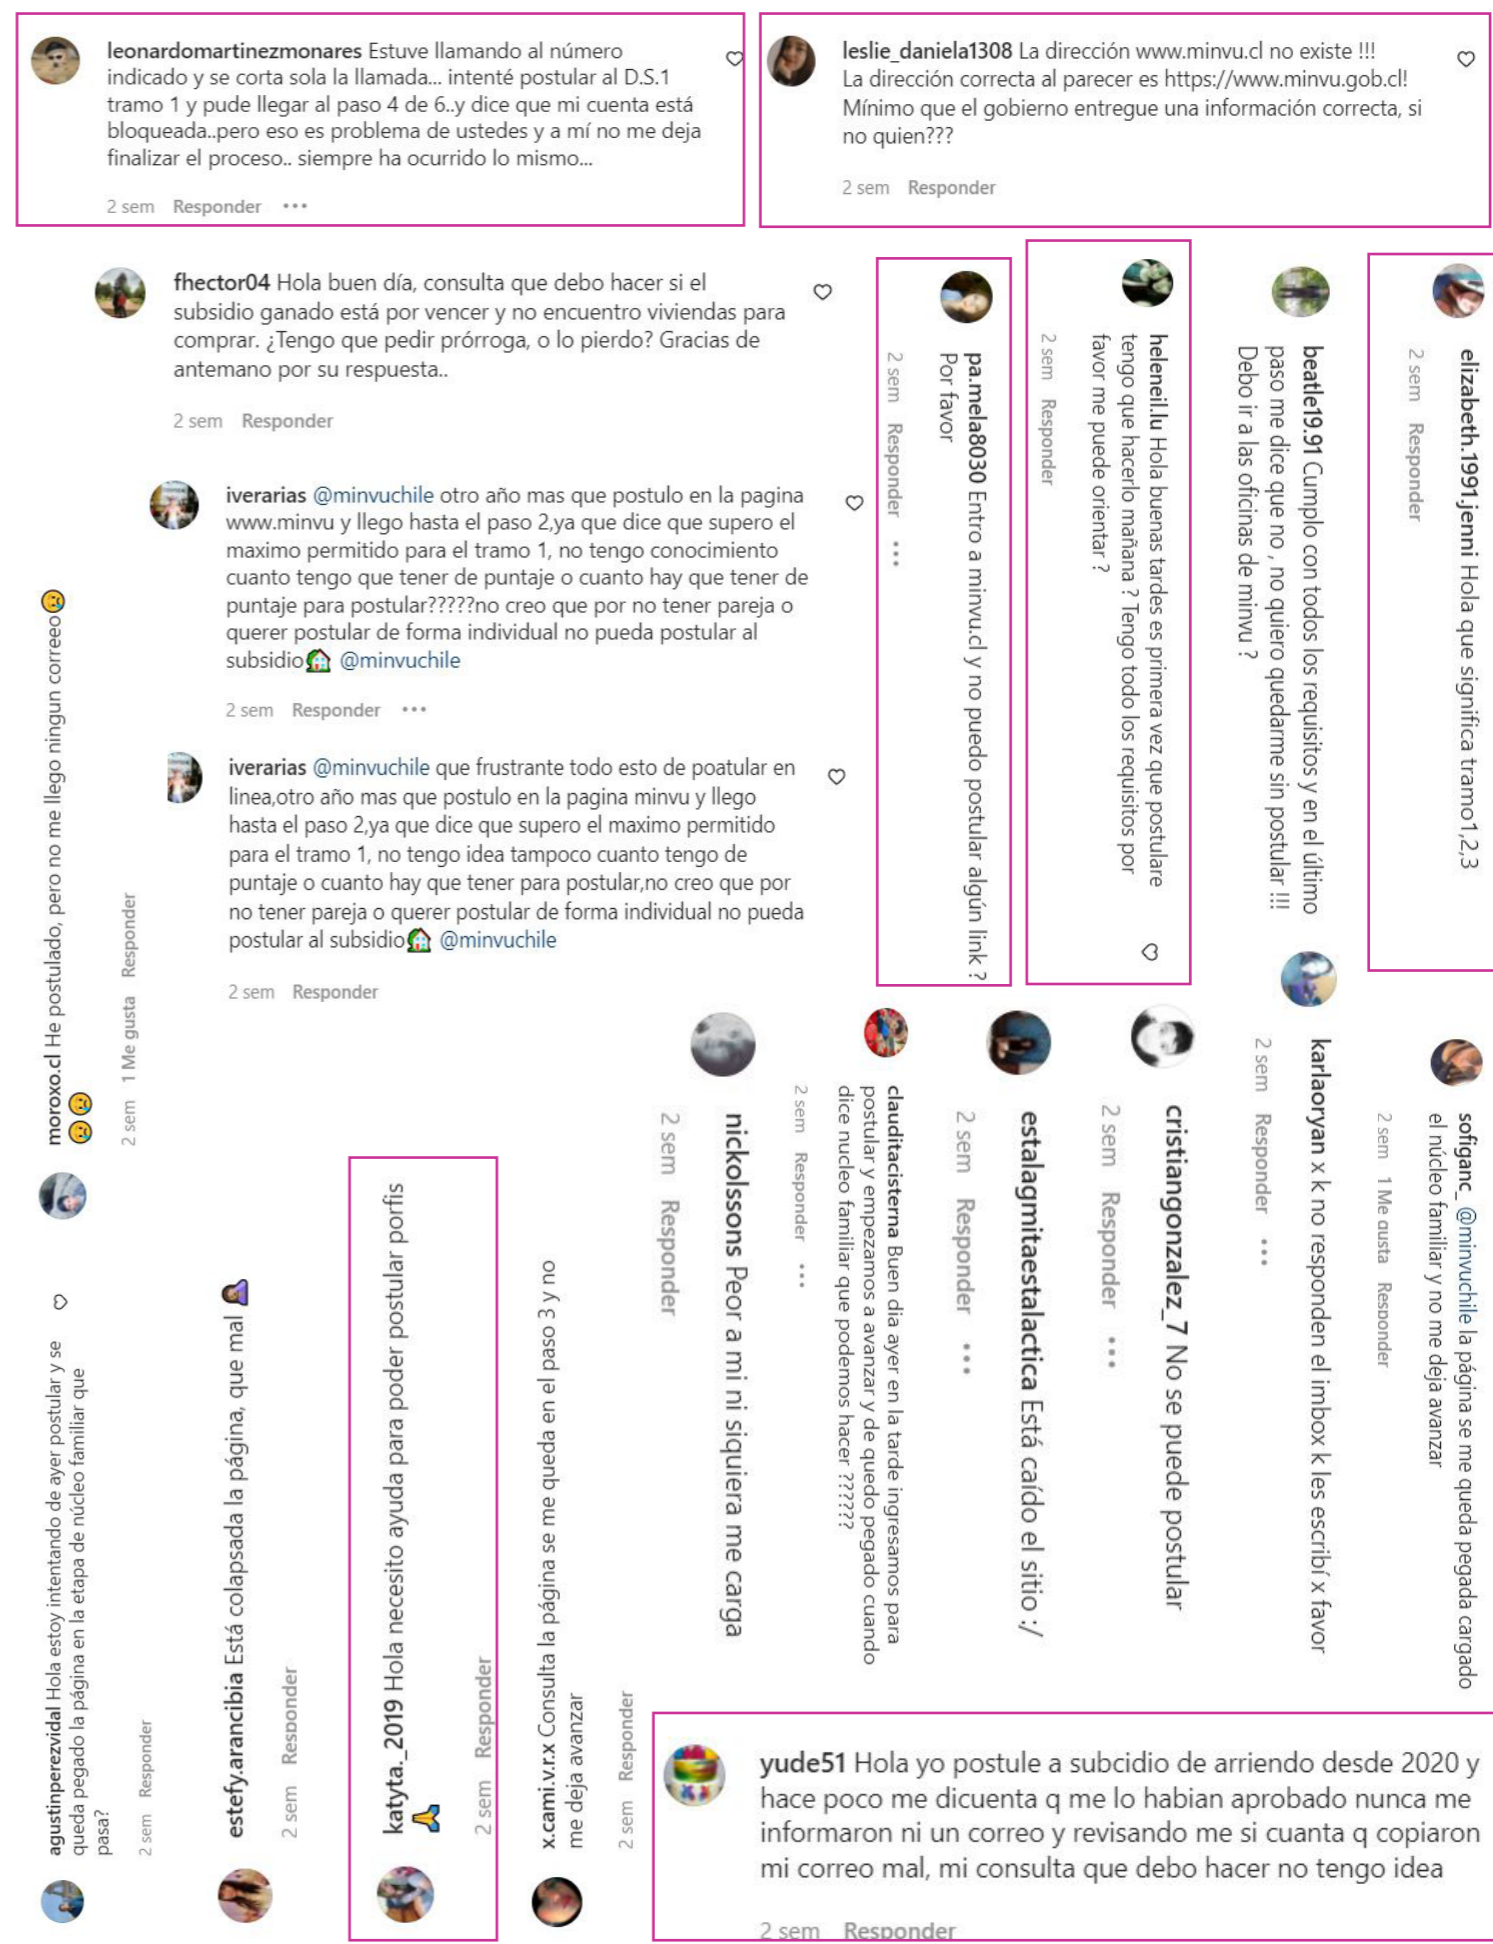 leonardomartinezmonares Estuve llamando al número
indicado y se corta sola la llamada... intenté postular al D.S.1
tramo 1 y pude llegar al paso 4 de 6..y dice que mi cuenta está
bloqueada..pero eso es problema de ustedes y a mí no me deja
finalizar el proceso.. siempre ha ocurrido lo mismo...
2 sem Responder •••
leslie_daniela1308 La dirección www.minvu.cl no existe !!!
La dirección correcta al parecer es https://www.minvu.gob.cl!
Mínimo que el gobierno entregue una información correcta, si
no quien???
2 sem Responder
fhector04 Hola buen día, consulta que debo hacer si el
subsidio ganado está por vencer y no encuentro viviendas para
comprar. ¿Tengo que pedir prórroga, o lo pierdo? Gracias de
antemano por su respuesta..
2 sem Responder
iverarias @minvuchile otro año mas que postulo en la pagina
www.minvu y llego hasta el paso 2,ya que dice que supero el
maximo permitido para el tramo 1, no tengo conocimiento
cuanto tengo que tener de puntaje o cuanto hay que tener de
puntaje para postular?????no creo que por no tener pareja o
querer postular de forma individual no pueda postular al
subsidio🏡 @minvuchile
2 sem Responder •••
iverarias @minvuchile que frustrante todo esto de poatular en
linea,otro año mas que postulo en la pagina minvu y llego
hasta el paso 2,ya que dice que supero el maximo permitido
para el tramo 1, no tengo idea tampoco cuanto tengo de
puntaje o cuanto hay que tener para postular,no creo que por
no tener pareja o querer postular de forma individual no pueda
postular al subsidio🏡 @minvuchile
2 sem Responder
pa.mela8030 Entro a minvu.cl y no puedo postular algún link ?
Por favor
2 sem Responder •••
heleneil.lu Hola buenas tardes es primera vez que postulare
tengo que hacerlo mañana ? Tengo todo los requisitos por
favor me puede orientar ?
2 sem Responder
beatle19.91 Cumplo con todos los requisitos y en el último
paso me dice que no , no quiero quedarme sin postular !!!
Debo ir a las oficinas de minvu ?
elizabeth.1991.jenni Hola que significa tramo1,2,3
2 sem Responder
moroxo.cl He postulado, pero no me llego ningun correeo😢
😢😢
2 sem 1 Me gusta Responder
agustinperezvidal Hola estoy intentando de ayer postular y se
queda pegado la página en la etapa de núcleo familiar que
pasa?
2 sem Responder
estefy.arancibia Está colapsada la página, que mal 🤦🏽‍♀️
2 sem Responder
katyta._2019 Hola necesito ayuda para poder postular porfis
🙏
2 sem Responder
x.cami.v.r.x Consulta la página se me queda en el paso 3 y no
me deja avanzar
2 sem Responder
nickolssons Peor a mi ni siquiera me carga
2 sem Responder
clauditacisterna Buen dia ayer en la tarde ingresamos para
postular y empezamos a avanzar y de quedo pegado cuando
dice nucleo familiar que podemos hacer ??????
2 sem Responder •••
estalagmitaestalactica Está caído el sitio :/
2 sem Responder •••
cristiangonzalez_7 No se puede postular
2 sem Responder •••
karlaoryan x k no responden el imbox k les escribí x favor
2 sem Responder •••
sofiganc_ @minvuchile la página se me queda pegada cargado
el núcleo familiar y no me deja avanzar
2 sem 1 Me gusta Responder
yude51 Hola yo postule a subcidio de arriendo desde 2020 y
hace poco me dicuenta q me lo habian aprobado nunca me
informaron ni un correo y revisando me si cuanta q copiaron
mi correo mal, mi consulta que debo hacer no tengo idea
2 sem Responder